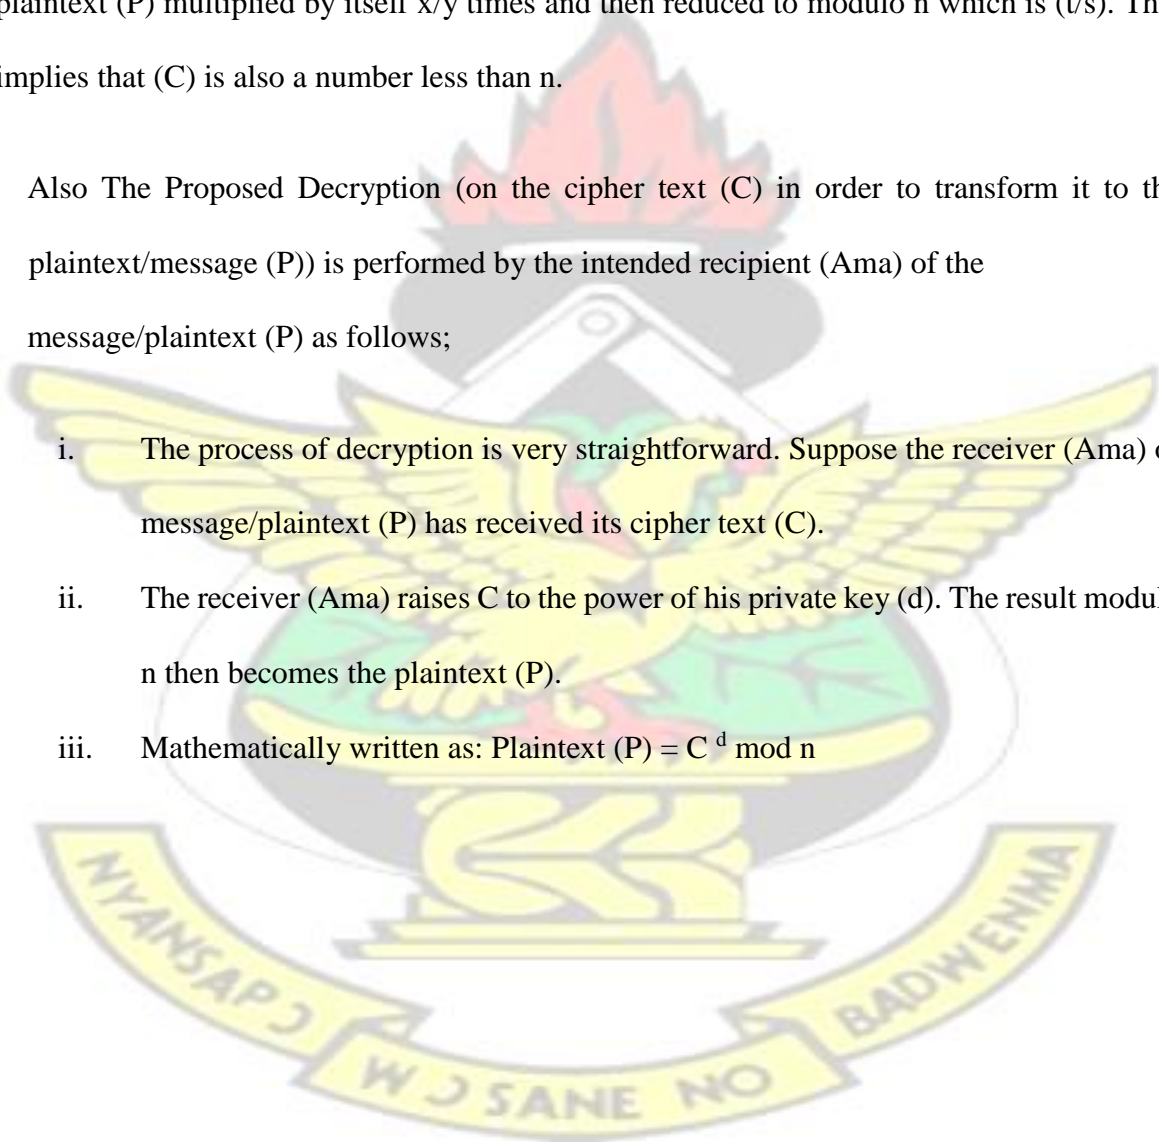 plaintext (P) multiplied by itself x/y times and then reduced to modulo n which is (t/s). Th
implies that (C) is also a number less than n.
Also The Proposed Decryption (on the cipher text (C) in order to transform it to th
plaintext/message (P)) is performed by the intended recipient (Ama) of the
message/plaintext (P) as follows;
i. The process of decryption is very straightforward. Suppose the receiver (Ama) o
message/plaintext (P) has received its cipher text (C).
ii. The receiver (Ama) raises C to the power of his private key (d). The result modul
n then becomes the plaintext (P).
iii. Mathematically written as: Plaintext (P) = C ᵈ mod n
NYANSAPƆ
WƆ SANE NO
BADWENMA